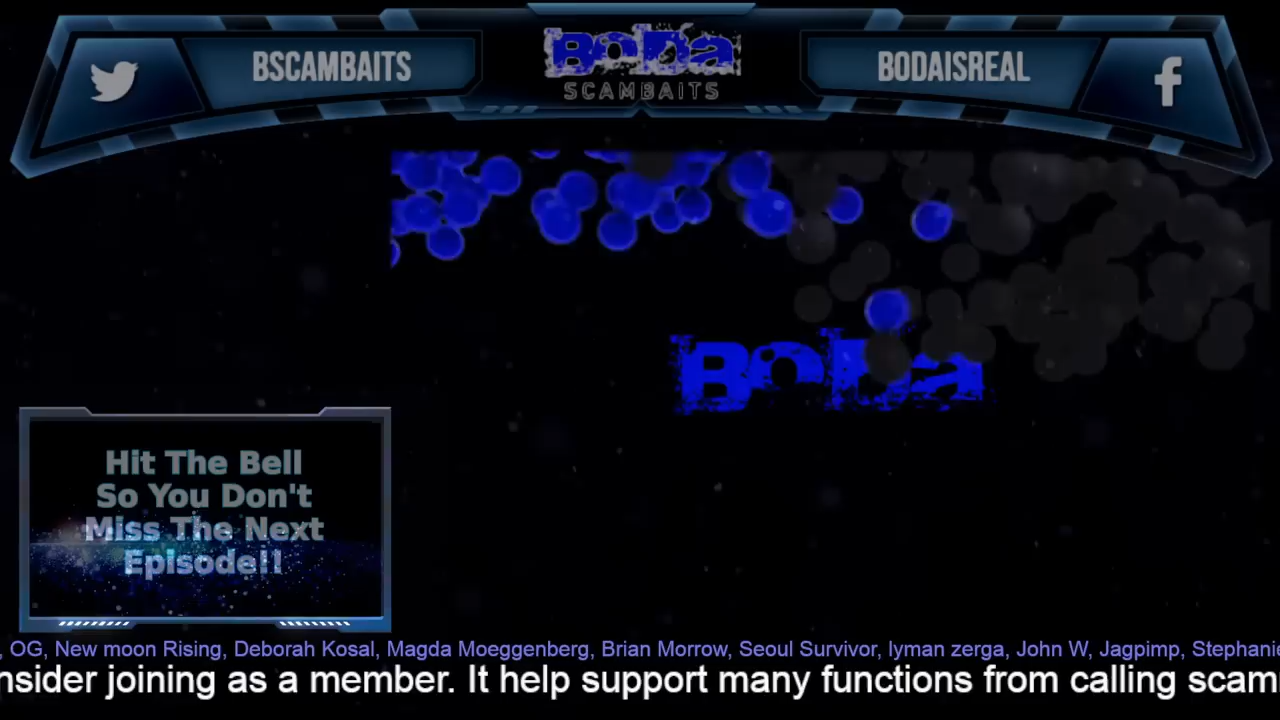 BSCAMBAITS
BoDa
SCAMBAITS
BODAISREAL
BoDa
Hit The Bell
So You Don't
Miss The Next
Episode!!
, OG, New moon Rising, Deborah Kosal, Magda Moeggenberg, Brian Morrow, Seoul Survivor, lyman zerga, John W, Jagpimp, Stephanie
nsider joining as a member. It help support many functions from calling scam